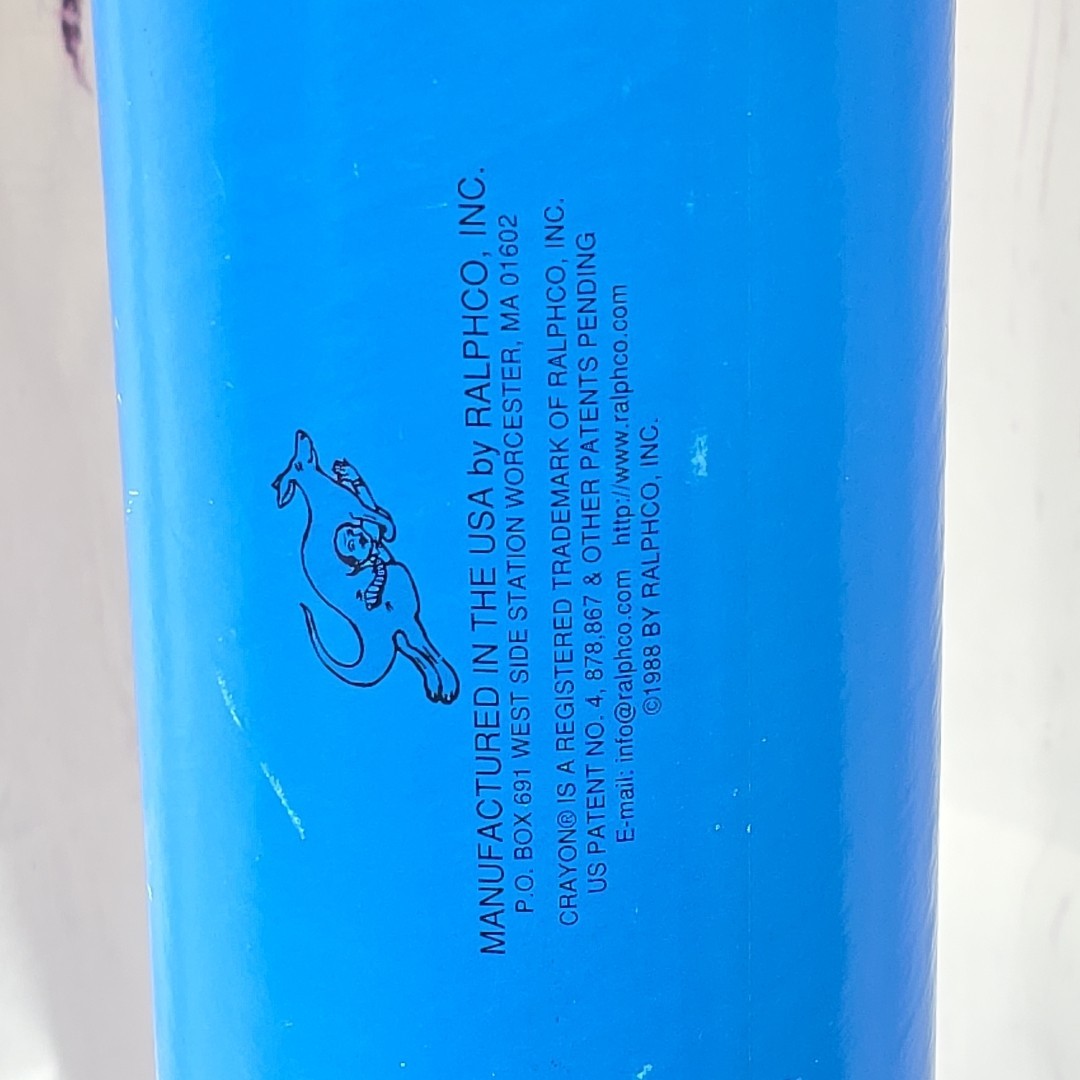 MANUFACTURED IN THE USA by RALPHCO, INC.
P.O. BOX 691 WEST SIDE STATION WORCESTER, MA 01602
CRAYON® IS A REGISTERED TRADEMARK OF RALPHCO, INC.
US PATENT NO. 4, 878,867 & OTHER PATENTS PENDING
E-mail: info@ralphco.com http://www.ralphco.com
©1988 BY RALPHCO, INC.